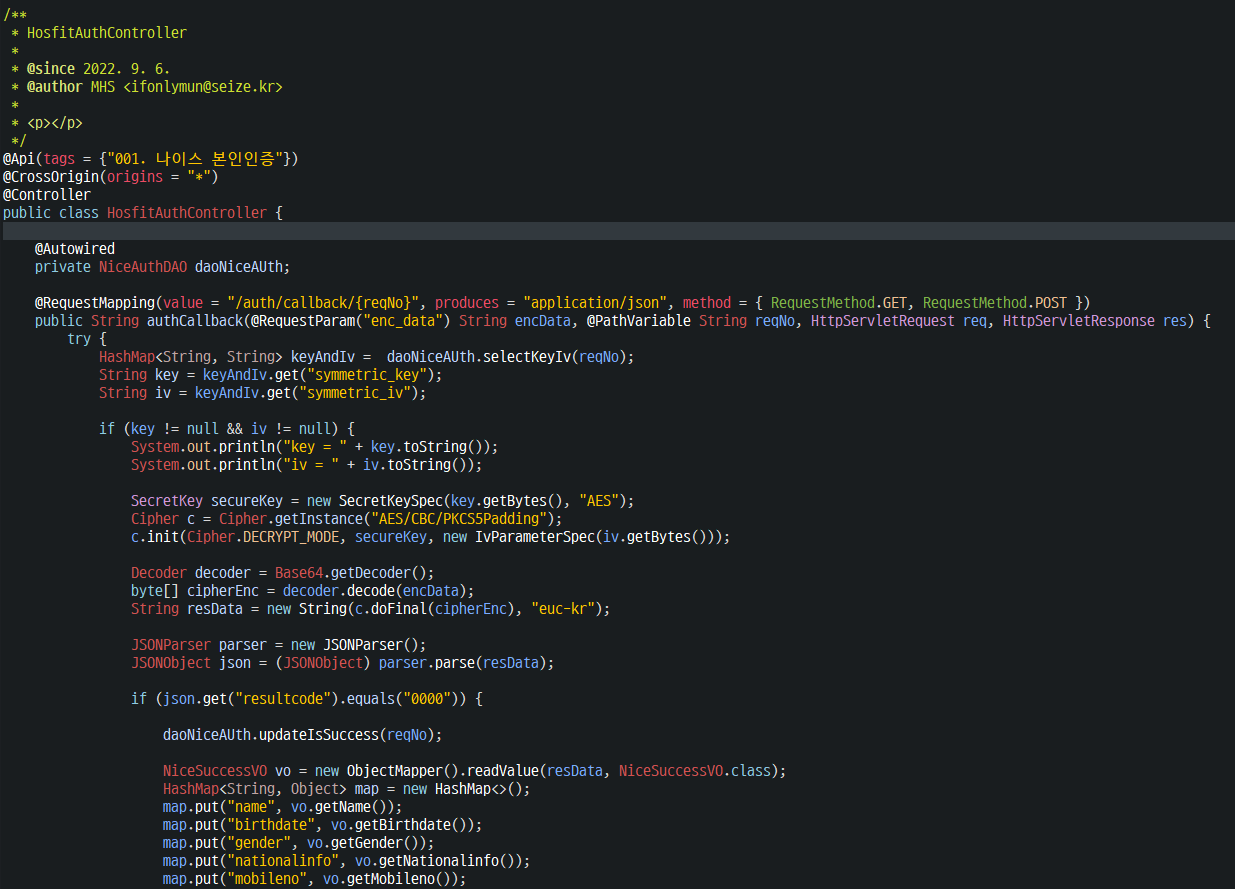 /**
 * HosfitAuthController
 *
 * @since 2022. 9. 6.
 * @author MHS <ifonlymun@seize.kr>
 *
 * <p></p>
 */
@Api(tags = {"001. 나이스 본인인증"})
@CrossOrigin(origins = "*")
@Controller
public class HosfitAuthController {
    @Autowired
    private NiceAuthDAO daoNiceAUth;
    @RequestMapping(value = "/auth/callback/{reqNo}", produces = "application/json", method = { RequestMethod.GET, RequestMethod.POST })
    public String authCallback(@RequestParam("enc_data") String encData, @PathVariable String reqNo, HttpServletRequest req, HttpServletResponse res) {
        try {
            HashMap<String, String> keyAndIv =  daoNiceAUth.selectKeyIv(reqNo);
            String key = keyAndIv.get("symmetric_key");
            String iv = keyAndIv.get("symmetric_iv");
            if (key != null && iv != null) {
                System.out.println("key = " + key.toString());
                System.out.println("iv = " + iv.toString());
                SecretKey secureKey = new SecretKeySpec(key.getBytes(), "AES");
                Cipher c = Cipher.getInstance("AES/CBC/PKCS5Padding");
                c.init(Cipher.DECRYPT_MODE, secureKey, new IvParameterSpec(iv.getBytes()));
                Decoder decoder = Base64.getDecoder();
                byte[] cipherEnc = decoder.decode(encData);
                String resData = new String(c.doFinal(cipherEnc), "euc-kr");
                JSONParser parser = new JSONParser();
                JSONObject json = (JSONObject) parser.parse(resData);
                if (json.get("resultcode").equals("0000")) {
                    daoNiceAUth.updateIsSuccess(reqNo);
                    NiceSuccessVO vo = new ObjectMapper().readValue(resData, NiceSuccessVO.class);
                    HashMap<String, Object> map = new HashMap<>();
                    map.put("name", vo.getName());
                    map.put("birthdate", vo.getBirthdate());
                    map.put("gender", vo.getGender());
                    map.put("nationalinfo", vo.getNationalinfo());
                    map.put("mobileno", vo.getMobileno());